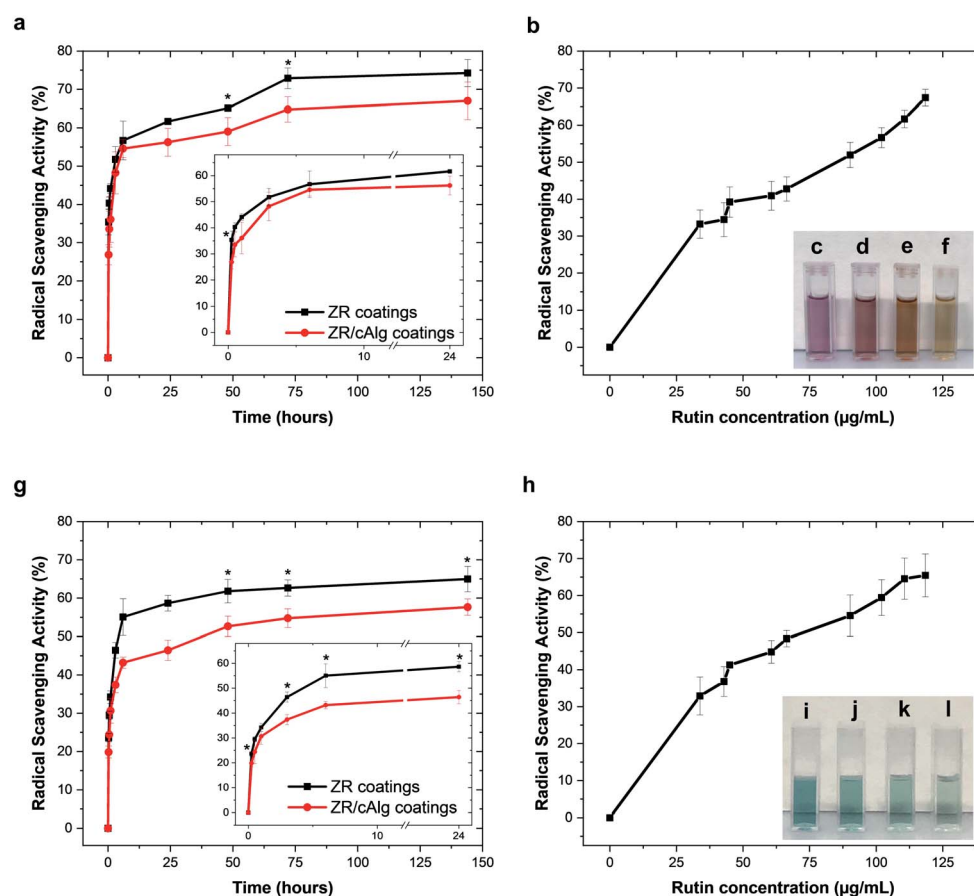 a
b
80
70
60
50
40
30
20
10
0
Radical Scavenging Activity (%)
0 25 50 75 100 125 150
Time (hours)
* *
60
50
40
30
20
10
0
*
0 10 24
ZR coatings
ZR/cAlg coatings
80
70
60
50
40
30
20
10
0
Radical Scavenging Activity (%)
0 25 50 75 100 125
Rutin concentration (µg/mL)
c d e f
g
h
80
70
60
50
40
30
20
10
0
Radical Scavenging Activity (%)
0 25 50 75 100 125 150
Time (hours)
* * *
60
50
40
30
20
10
0
* * * *
0 10 24
ZR coatings
ZR/cAlg coatings
80
70
60
50
40
30
20
10
0
Radical Scavenging Activity (%)
0 25 50 75 100 125
Rutin concentration (µg/mL)
i j k l